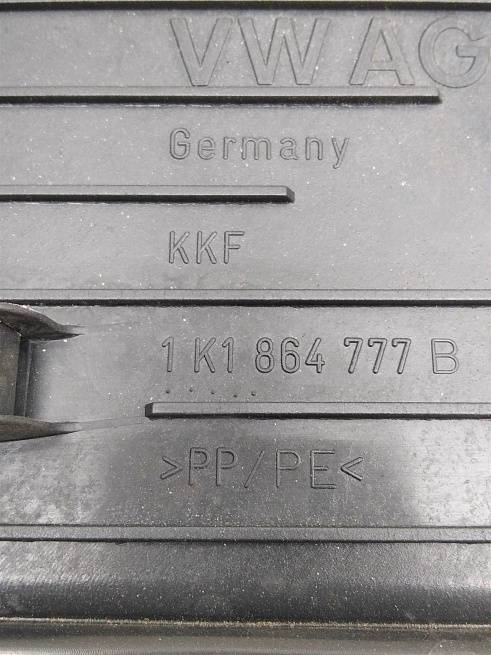 VW AG
Germany
KKF
1K1 864 777 B
>PP/PE<